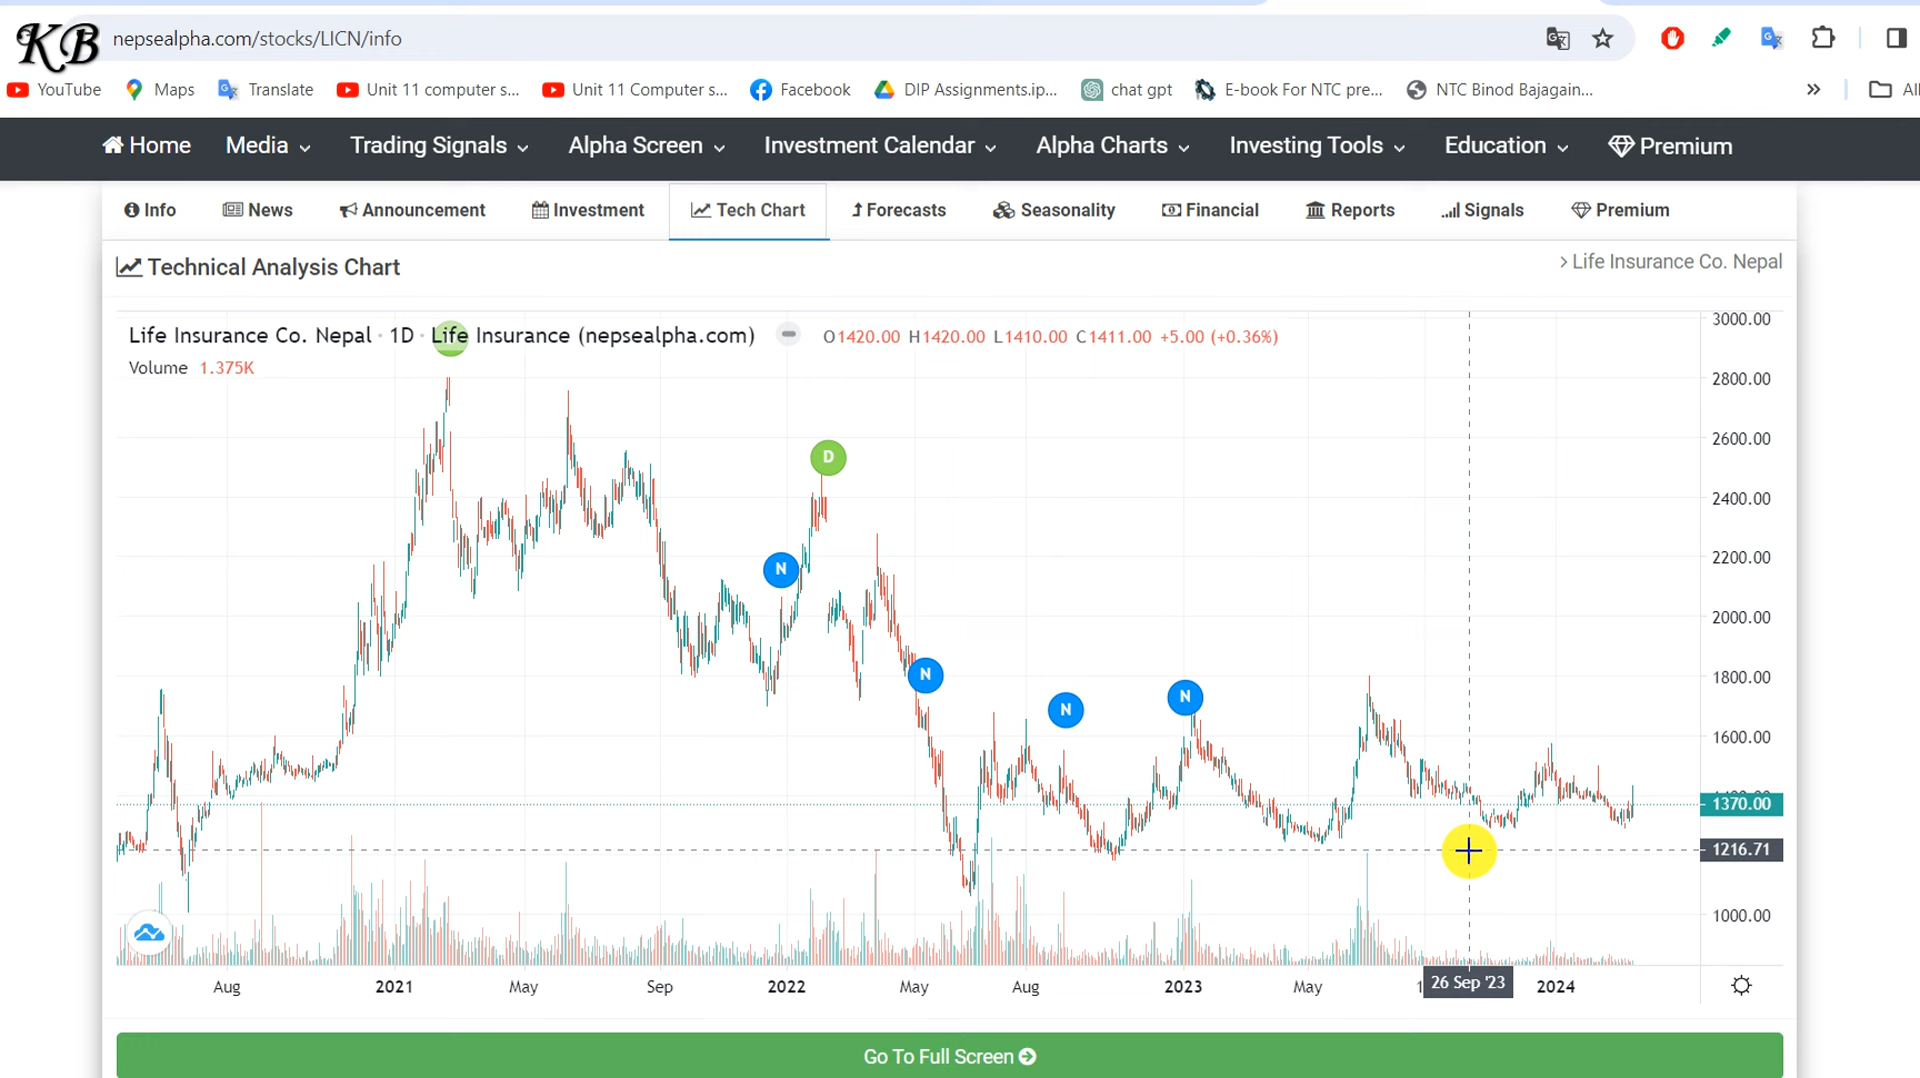 KB
nepsealpha.com/stocks/LICN/info
YouTube Maps Translate Unit 11 computer s... Unit 11 Computer s... Facebook DIP Assignments.ip... chat gpt E-book For NTC pre... NTC Binod Bajagain... » All
Home Media Trading Signals Alpha Screen Investment Calendar Alpha Charts Investing Tools Education Premium
Info News Announcement Investment Tech Chart Forecasts Seasonality Financial Reports Signals Premium
Technical Analysis Chart
> Life Insurance Co. Nepal
Life Insurance Co. Nepal · 1D · Life Insurance (nepsealpha.com) O1420.00 H1420.00 L1410.00 C1411.00 +5.00 (+0.36%)
Volume 1.375K
3000.00
2800.00
2600.00
D
2400.00
2200.00
N
2000.00
N
1800.00
N
N
1600.00
1370.00
1216.71
1000.00
Aug 2021 May Sep 2022 May Aug 2023 May 26 Sep '23 2024
Go To Full Screen